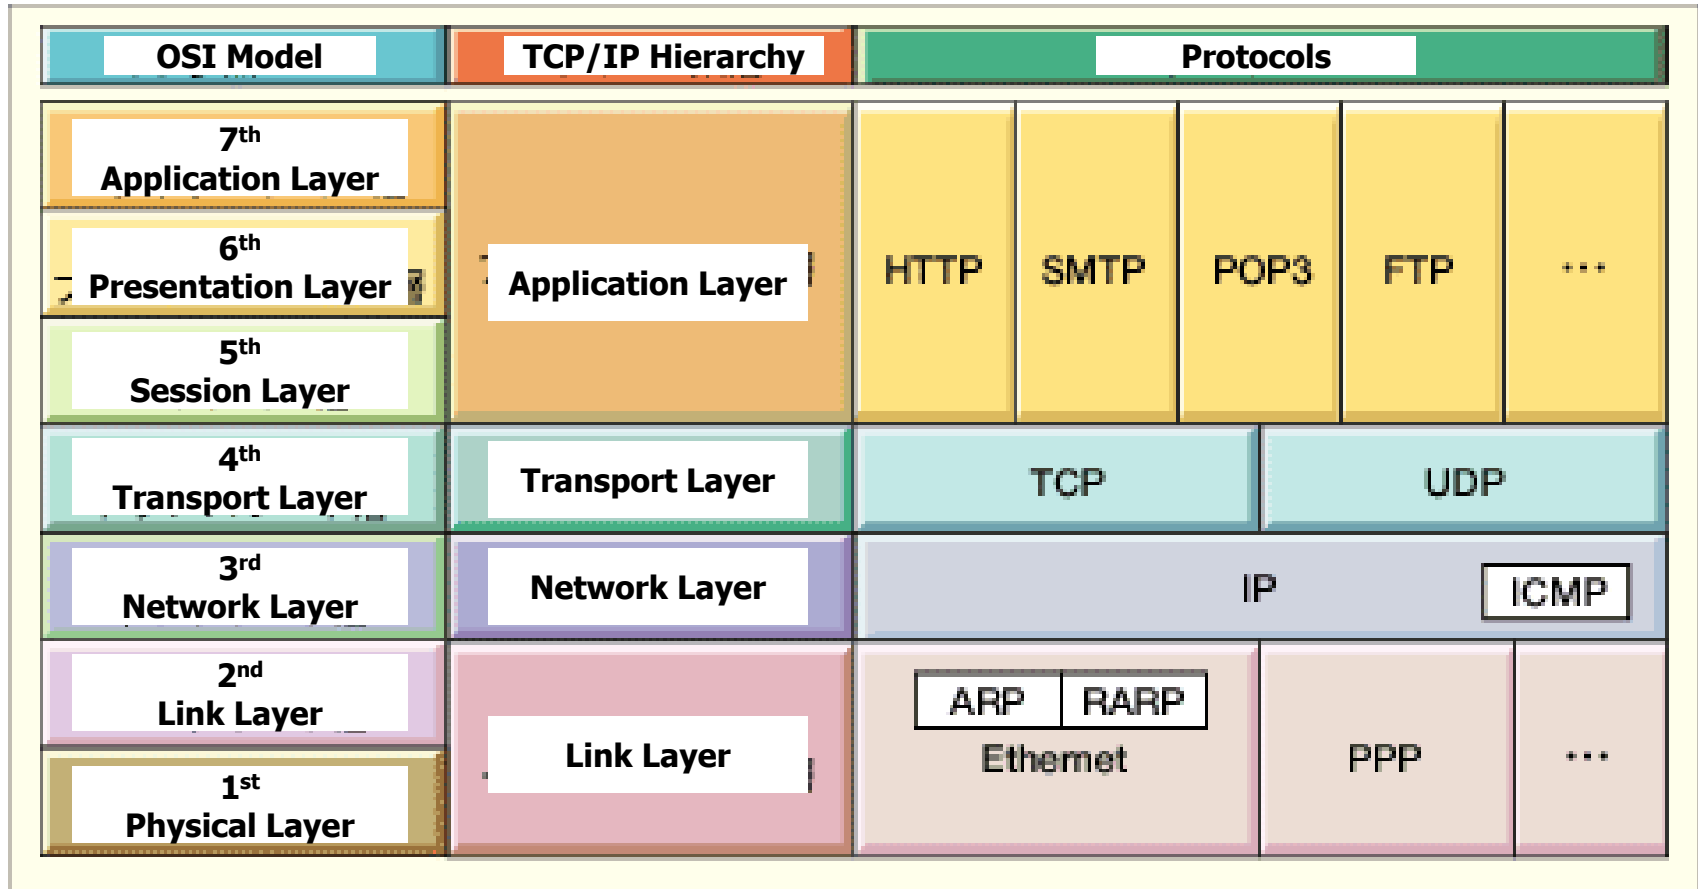 OSI Model
TCP/IP Hierarchy
Protocols
7th
Application Layer
6th
Presentation Layer
5th
Session Layer
Application Layer
HTTP
SMTP
POP3
FTP
...
4th
Transport Layer
Transport Layer
TCP
UDP
3rd
Network Layer
Network Layer
IP
ICMP
2nd
Link Layer
1st
Physical Layer
Link Layer
ARP
RARP
Ethernet
PPP
...